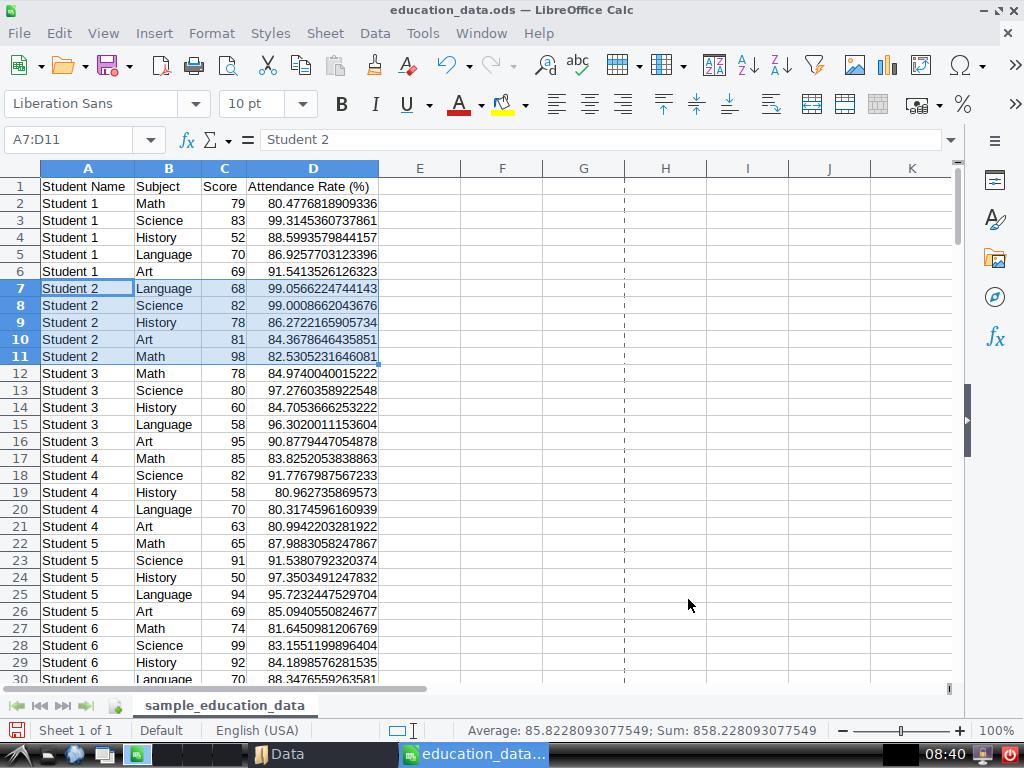 education_data.ods — LibreOffice Calc
File Edit View Insert Format Styles Sheet Data Tools Window Help
Liberation Sans 10 pt
A7:D11 Student 2
A B C D E F G H I J K
1 Student Name Subject Score Attendance Rate (%)
2 Student 1 Math 79 80.4776818909336
3 Student 1 Science 83 99.3145360737861
4 Student 1 History 52 88.5993579844157
5 Student 1 Language 70 86.9257703123396
6 Student 1 Art 69 91.5413526126323
7 Student 2 Language 68 99.0566224744143
8 Student 2 Science 82 99.0008662043676
9 Student 2 History 78 86.2722165905734
10 Student 2 Art 81 84.3678646435851
11 Student 2 Math 98 82.5305231646081
12 Student 3 Math 78 84.9740040015222
13 Student 3 Science 80 97.2760358922548
14 Student 3 History 60 84.7053666253222
15 Student 3 Language 58 96.3020011153604
16 Student 3 Art 95 90.8779447054878
17 Student 4 Math 85 83.8252053838863
18 Student 4 Science 82 91.7767987567233
19 Student 4 History 58 80.962735869573
20 Student 4 Language 70 80.3174596160939
21 Student 4 Art 63 80.9942203281922
22 Student 5 Math 65 87.9883058247867
23 Student 5 Science 91 91.5380792320374
24 Student 5 History 50 97.3503491247832
25 Student 5 Language 94 95.7232447529704
26 Student 5 Art 69 85.0940550824677
27 Student 6 Math 74 81.6450981206769
28 Student 6 Science 99 83.1551199896404
29 Student 6 History 92 84.1898576281535
30 Student 6 Language 70 88.3476559263581
sample_education_data
Sheet 1 of 1 Default English (USA) Average: 85.8228093077549; Sum: 858.228093077549 100%
Data education_data... 08:40